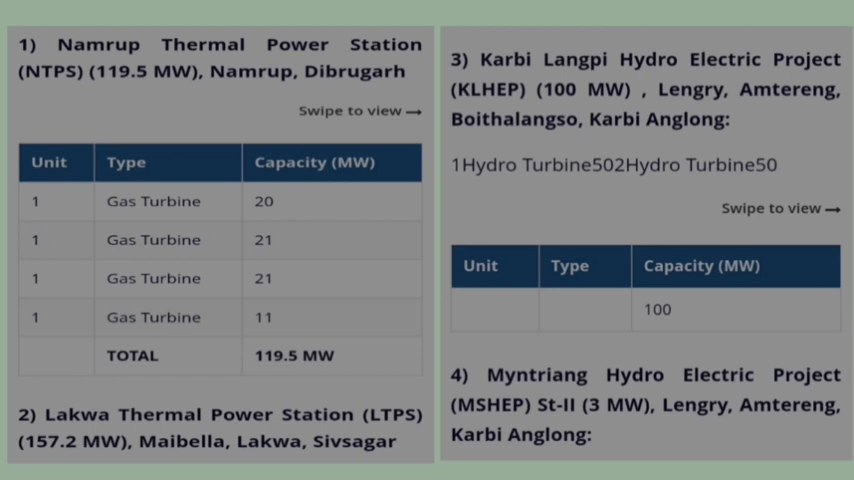 1) Namrup Thermal Power Station
(NTPS) (119.5 MW), Namrup, Dibrugarh
Swipe to view →
Unit Type Capacity (MW)
1 Gas Turbine 20
1 Gas Turbine 21
1 Gas Turbine 21
1 Gas Turbine 11
TOTAL 119.5 MW
2) Lakwa Thermal Power Station (LTPS)
(157.2 MW), Maibella, Lakwa, Sivsagar
3) Karbi Langpi Hydro Electric Project
(KLHEP) (100 MW) , Lengry, Amtereng,
Boithalangso, Karbi Anglong:
1Hydro Turbine502Hydro Turbine50
Swipe to view →
Unit Type Capacity (MW)
100
4) Myntriang Hydro Electric Project
(MSHEP) St-II (3 MW), Lengry, Amtereng,
Karbi Anglong: